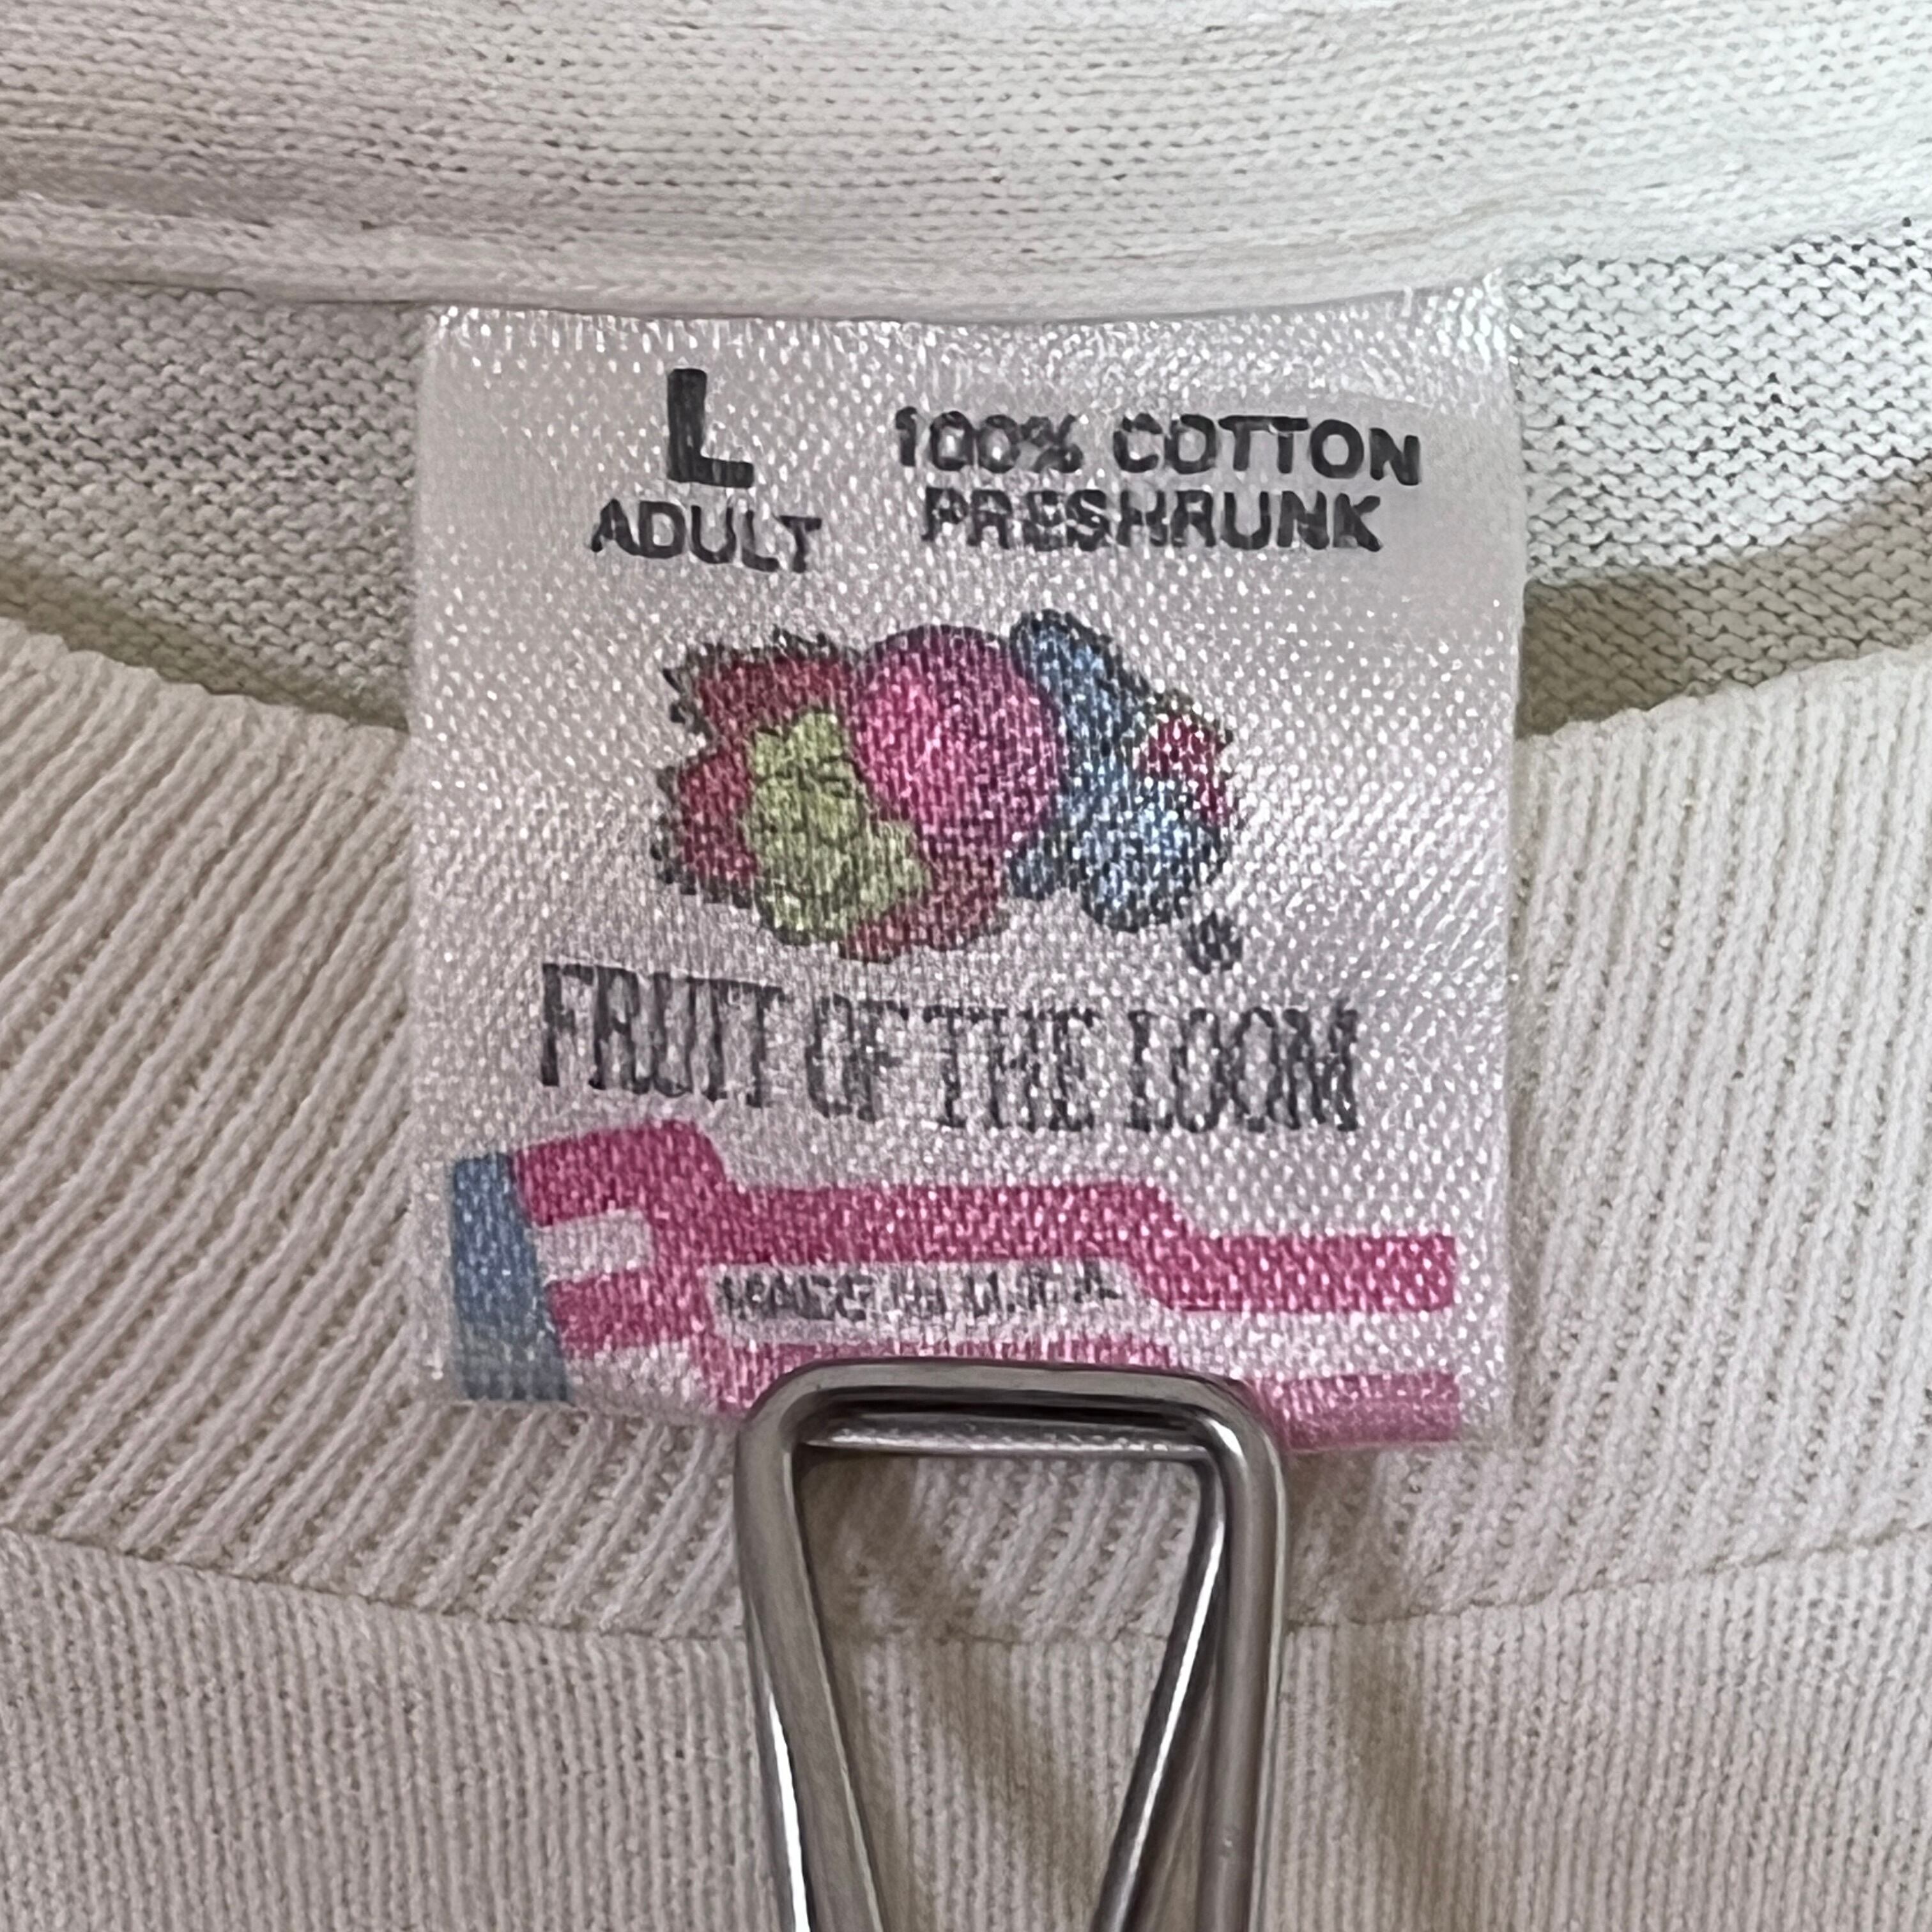 L
ADULT
100% COTTON
PRESHRUNK
®
FRUIT OF THE LOOM
MADE IN U.S.A.